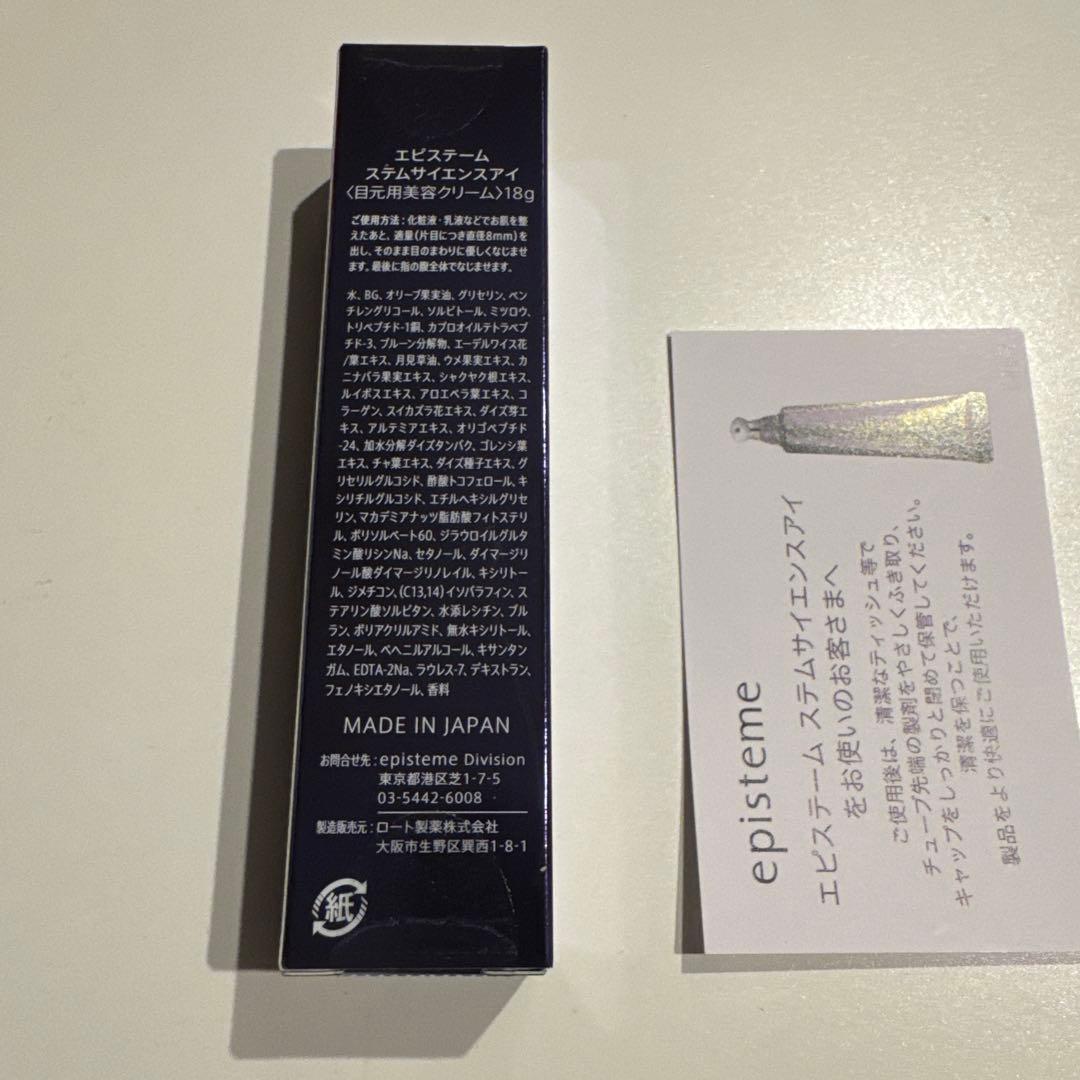 エピステーム
ステムサイエンスアイ
〈目元用美容クリーム〉18g
ご使用方法：化粧液・乳液などでお肌を整
えたあと、適量(片目につき直径8mm)を
出し、そのまま目のまわりに優しくなじませ
ます。最後に指の腹全体でなじませます。
水、BG、オリーブ果実油、グリセリン、ペン
チレングリコール、ソルビトール、ミツロウ、
トリペプチド-1銅、カプロオイルテトラペプ
チド-3、プルーン分解物、エーデルワイス花
/葉エキス、月見草油、ウメ果実エキス、カ
ニナバラ果実エキス、シャクヤク根エキス、
ルイボスエキス、アロエベラ葉エキス、コ
ラーゲン、スイカズラ花エキス、ダイズ芽エ
キス、アルテミアエキス、オリゴペプチド
-24、加水分解ダイズタンパク、ゴレンシ葉
エキス、チャ葉エキス、ダイズ種子エキス、グ
リセリルグルコシド、酢酸トコフェロール、キ
シリチルグルコシド、エチルヘキシルグリセ
リン、マカデミアナッツ脂肪酸フィトステリ
ル、ポリソルベート60、ジラウロイルグルタ
ミン酸リシンNa、セタノール、ダイマージリ
ノール酸ダイマージリノレイル、キシリトー
ル、ジメチコン、(C13,14)イソパラフィン、ス
テアリン酸ソルビタン、水添レシチン、プル
ラン、ポリアクリルアミド、無水キシリトール、
エタノール、ベヘニルアルコール、キサンタン
ガム、EDTA-2Na、ラウレス-7、デキストラン、
フェノキシエタノール、香料
MADE IN JAPAN
お問合せ先：episteme Division
東京都港区芝1-7-5
03-5442-6008
製造販売元：ロート製薬株式会社
大阪市生野区巽西1-8-1
紙
episteme
エピステーム ステムサイエンスアイ
をお使いのお客さまへ
ご使用後は、清潔なティッシュ等で
チューブ先端の製剤をやさしくふき取り、
キャップをしっかりと閉めて保管してください。
清潔を保つことで、
製品をより快適にご使用いただけます。